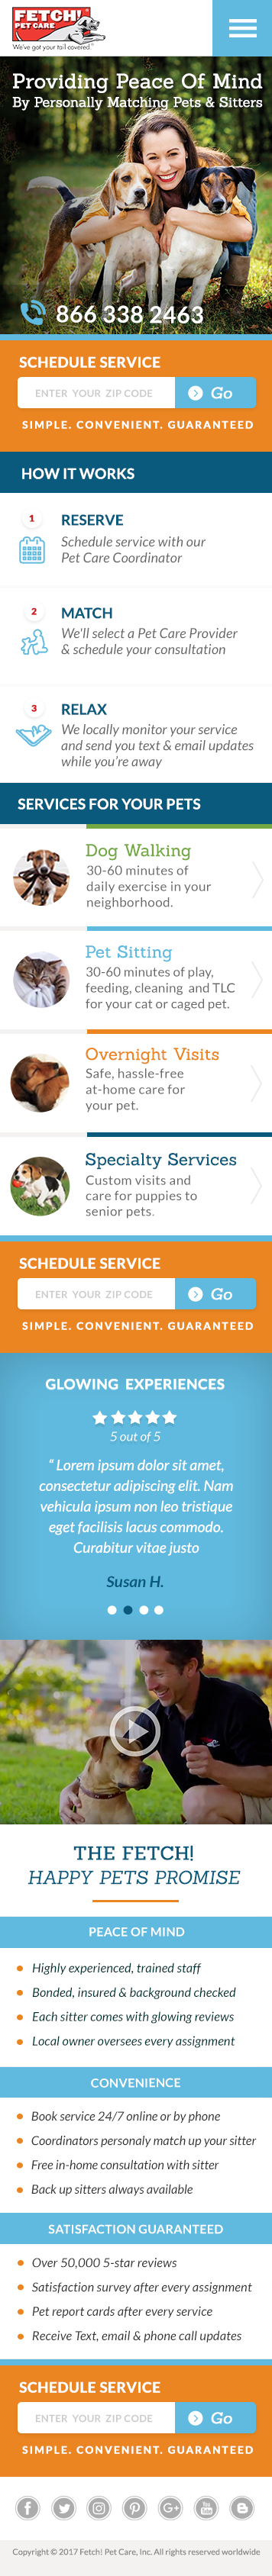 FETCH!
PET CARE
We've got your tail covered.
Providing Peace Of Mind
By Personally Matching Pets & Sitters
866 338 2463
SCHEDULE SERVICE
ENTER YOUR ZIP CODE
Go
SIMPLE. CONVENIENT. GUARANTEED
HOW IT WORKS
1
RESERVE
Schedule service with our
Pet Care Coordinator
2
MATCH
We'll select a Pet Care Provider
& schedule your consultation
3
RELAX
We locally monitor your service
and send you text & email updates
while you're away
SERVICES FOR YOUR PETS
Dog Walking
30-60 minutes of
daily exercise in your
neighborhood.
Pet Sitting
30-60 minutes of play,
feeding, cleaning and TLC
for your cat or caged pet.
Overnight Visits
Safe, hassle-free
at-home care for
your pet.
Specialty Services
Custom visits and
care for puppies to
senior pets.
SCHEDULE SERVICE
ENTER YOUR ZIP CODE
Go
SIMPLE. CONVENIENT. GUARANTEED
GLOWING EXPERIENCES
5 out of 5
“ Lorem ipsum dolor sit amet,
consectetur adipiscing elit. Nam
vehicula ipsum non leo tristique
eget facilisis lacus commodo.
Curabitur vitae justo
Susan H.
THE FETCH!
HAPPY PETS PROMISE
PEACE OF MIND
Highly experienced, trained staff
Bonded, insured & background checked
Each sitter comes with glowing reviews
Local owner oversees every assignment
CONVENIENCE
Book service 24/7 online or by phone
Coordinators personaly match up your sitter
Free in-home consultation with sitter
Back up sitters always available
SATISFACTION GUARANTEED
Over 50,000 5-star reviews
Satisfaction survey after every assignment
Pet report cards after every service
Receive Text, email & phone call updates
SCHEDULE SERVICE
ENTER YOUR ZIP CODE
Go
SIMPLE. CONVENIENT. GUARANTEED
Copyright © 2017 Fetch! Pet Care, Inc. All rights reserved worldwide